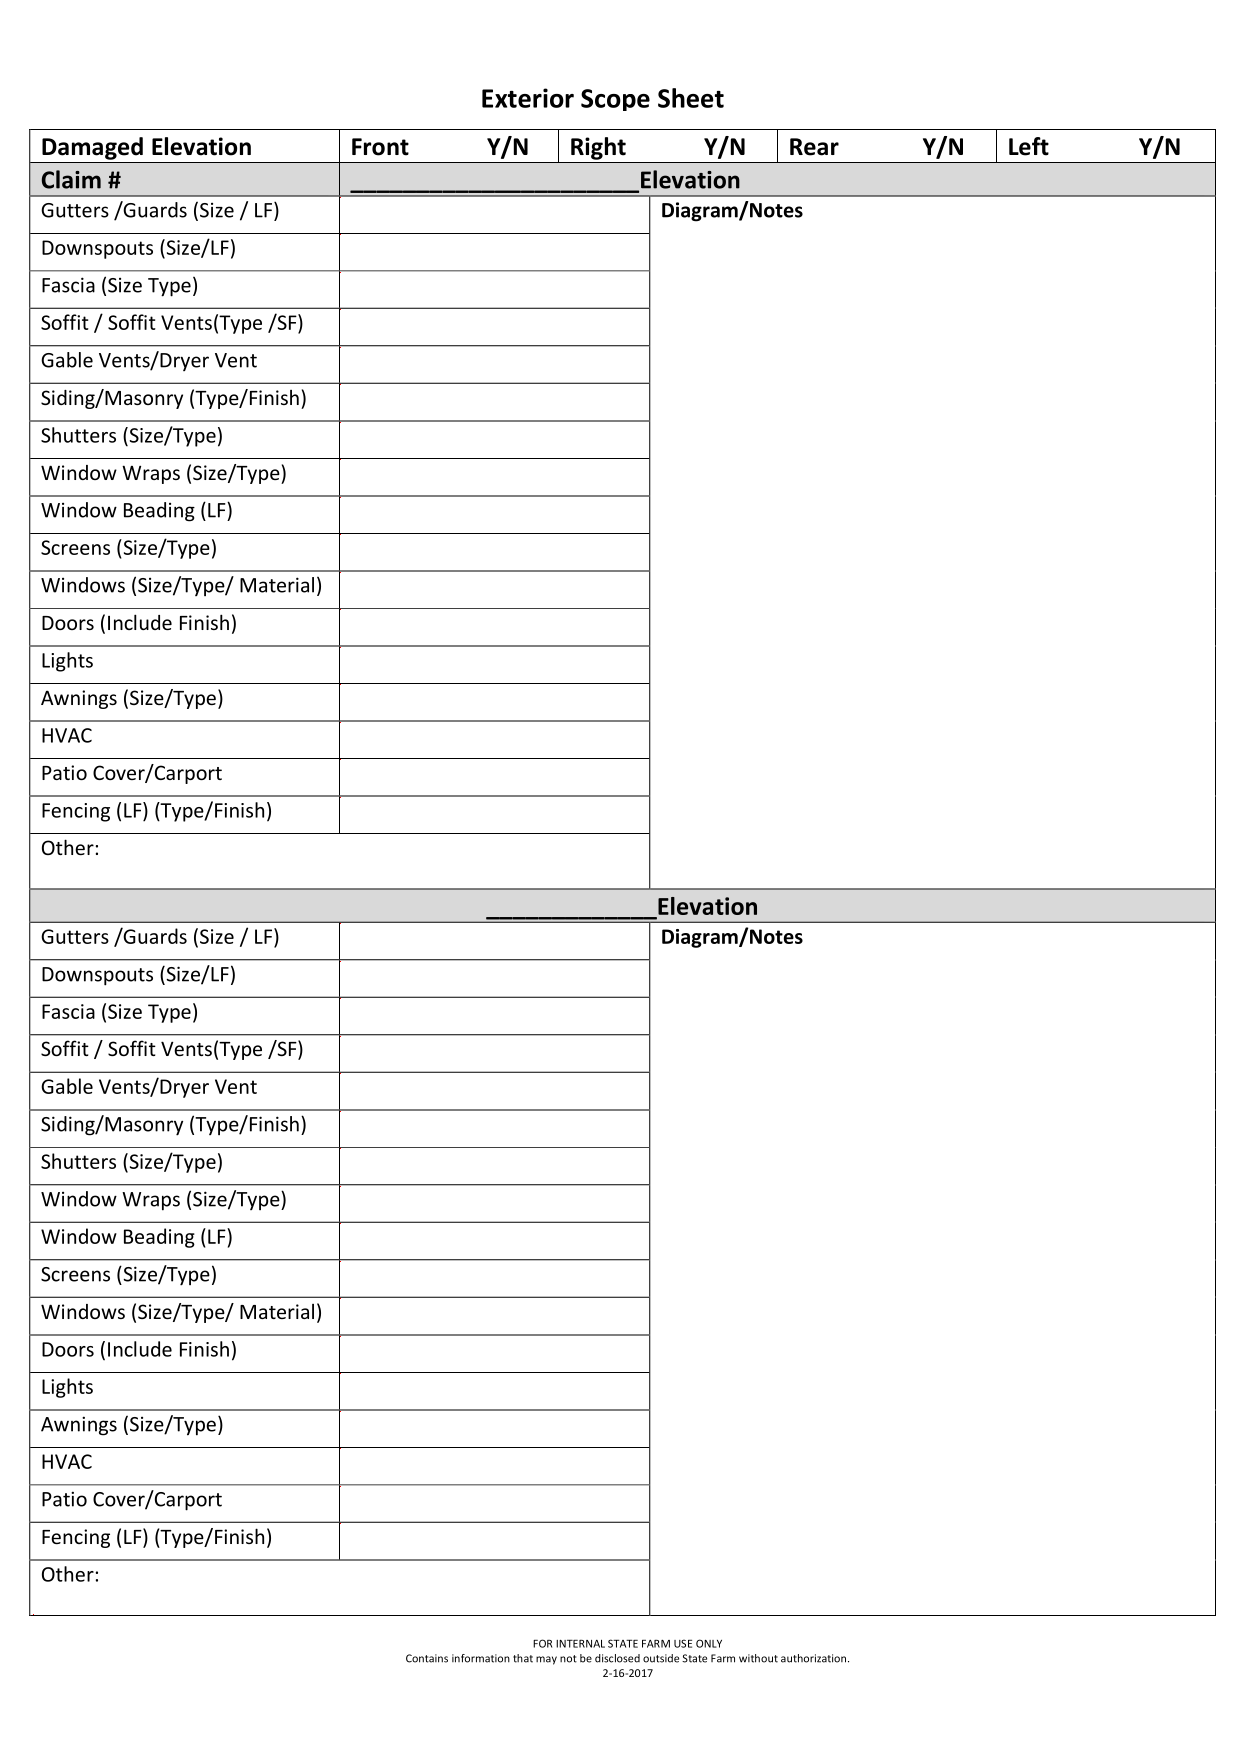 Exterior Scope Sheet
Damaged Elevation Front Y/N Right Y/N Rear Y/N Left Y/N
Claim # ______________________Elevation
Gutters /Guards (Size / LF) Diagram/Notes
Downspouts (Size/LF)
Fascia (Size Type)
Soffit / Soffit Vents(Type /SF)
Gable Vents/Dryer Vent
Siding/Masonry (Type/Finish)
Shutters (Size/Type)
Window Wraps (Size/Type)
Window Beading (LF)
Screens (Size/Type)
Windows (Size/Type/ Material)
Doors (Include Finish)
Lights
Awnings (Size/Type)
HVAC
Patio Cover/Carport
Fencing (LF) (Type/Finish)
Other:
_____________Elevation
Gutters /Guards (Size / LF) Diagram/Notes
Downspouts (Size/LF)
Fascia (Size Type)
Soffit / Soffit Vents(Type /SF)
Gable Vents/Dryer Vent
Siding/Masonry (Type/Finish)
Shutters (Size/Type)
Window Wraps (Size/Type)
Window Beading (LF)
Screens (Size/Type)
Windows (Size/Type/ Material)
Doors (Include Finish)
Lights
Awnings (Size/Type)
HVAC
Patio Cover/Carport
Fencing (LF) (Type/Finish)
Other:
FOR INTERNAL STATE FARM USE ONLY
Contains information that may not be disclosed outside State Farm without authorization.
2-16-2017